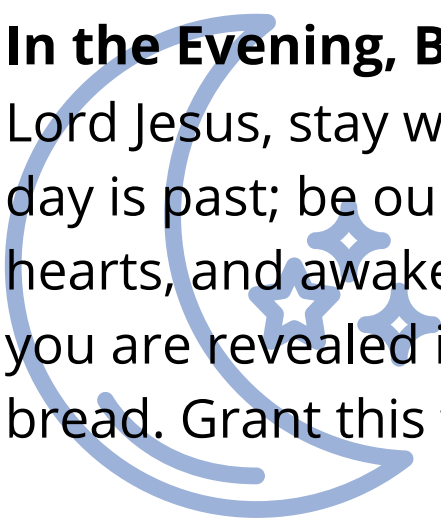 In the Evening, B
Lord Jesus, stay w
day is past; be ou
hearts, and awake
you are revealed i
bread. Grant this